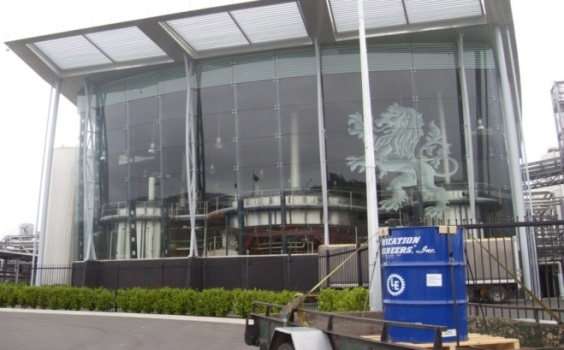 ICATION
NEERS, Inc.
LE